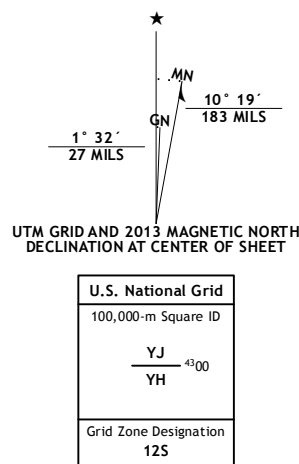 MN
GN
10° 19´
183 MILS
1° 32´
27 MILS
UTM GRID AND 2013 MAGNETIC NORTH
DECLINATION AT CENTER OF SHEET
U.S. National Grid
100,000-m Square ID
YJ
4300
YH
Grid Zone Designation
12S